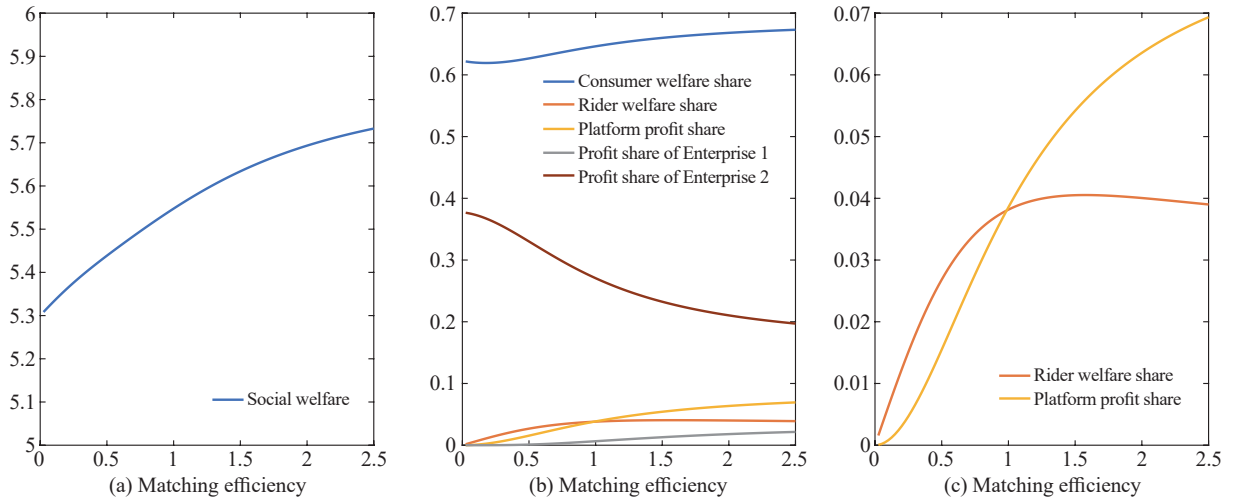 6
5.9
5.8
5.7
5.6
5.5
5.4
5.3
5.2
5.1
5
Social welfare
0 0.5 1 1.5 2 2.5
(a) Matching efficiency
0.7
0.6
0.5
0.4
0.3
0.2
0.1
0
Consumer welfare share
Rider welfare share
Platform profit share
Profit share of Enterprise 1
Profit share of Enterprise 2
0 0.5 1 1.5 2 2.5
(b) Matching efficiency
0.07
0.06
0.05
0.04
0.03
0.02
0.01
0
Rider welfare share
Platform profit share
0 0.5 1 1.5 2 2.5
(c) Matching efficiency